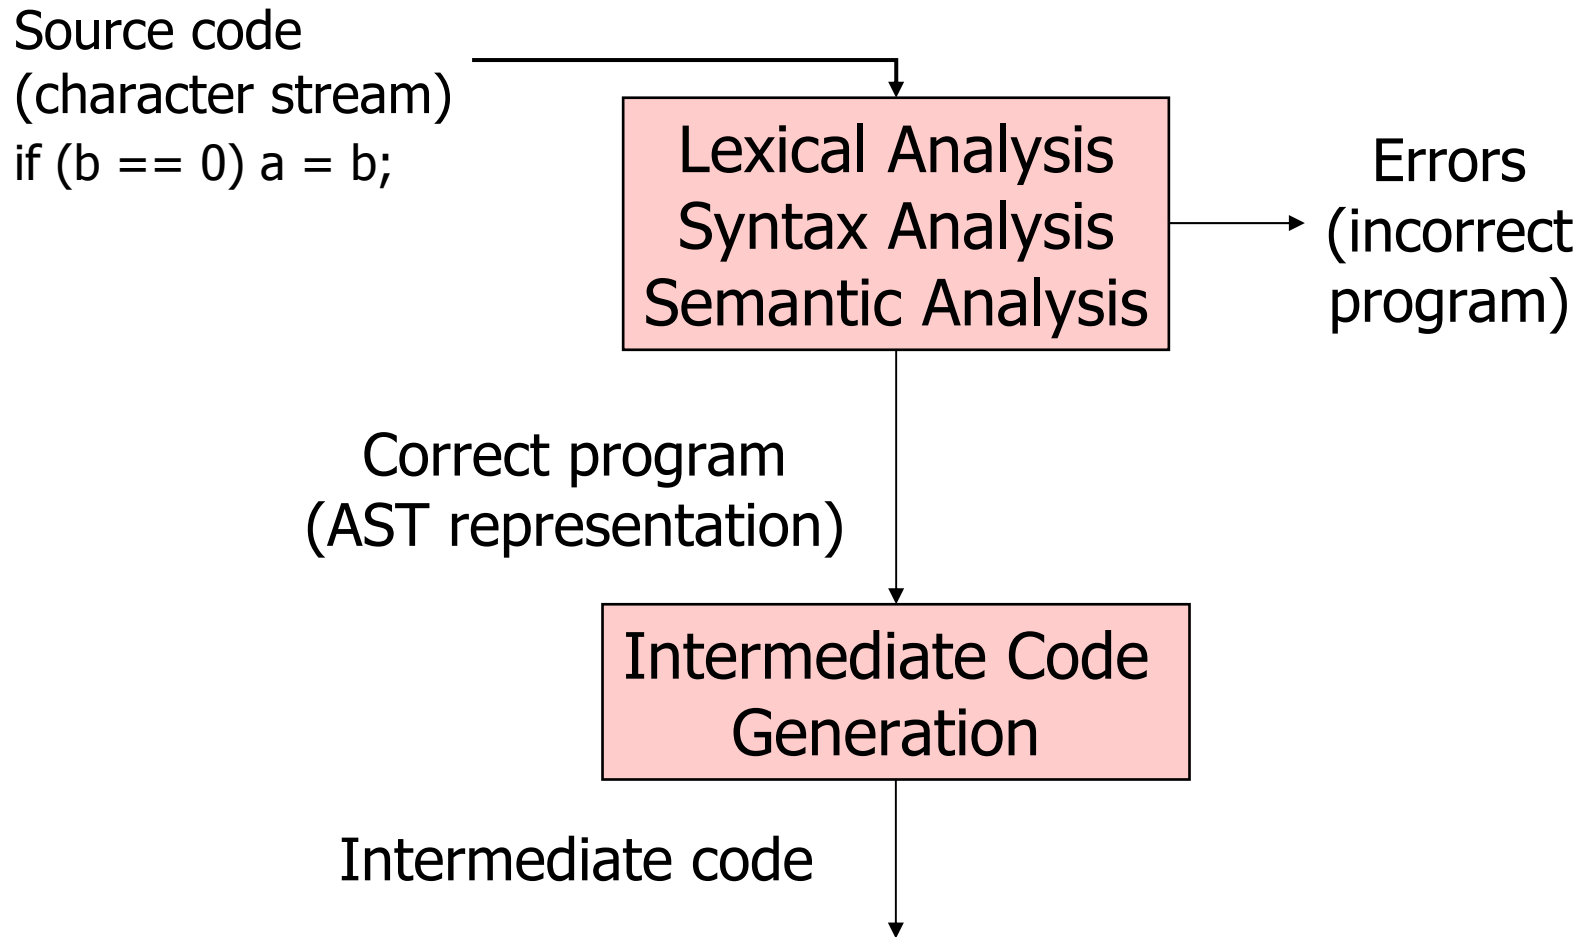 Source code
(character stream)
if (b == 0) a = b;
Lexical Analysis
Syntax Analysis
Semantic Analysis
Errors
(incorrect
program)
Correct program
(AST representation)
Intermediate Code
Generation
Intermediate code